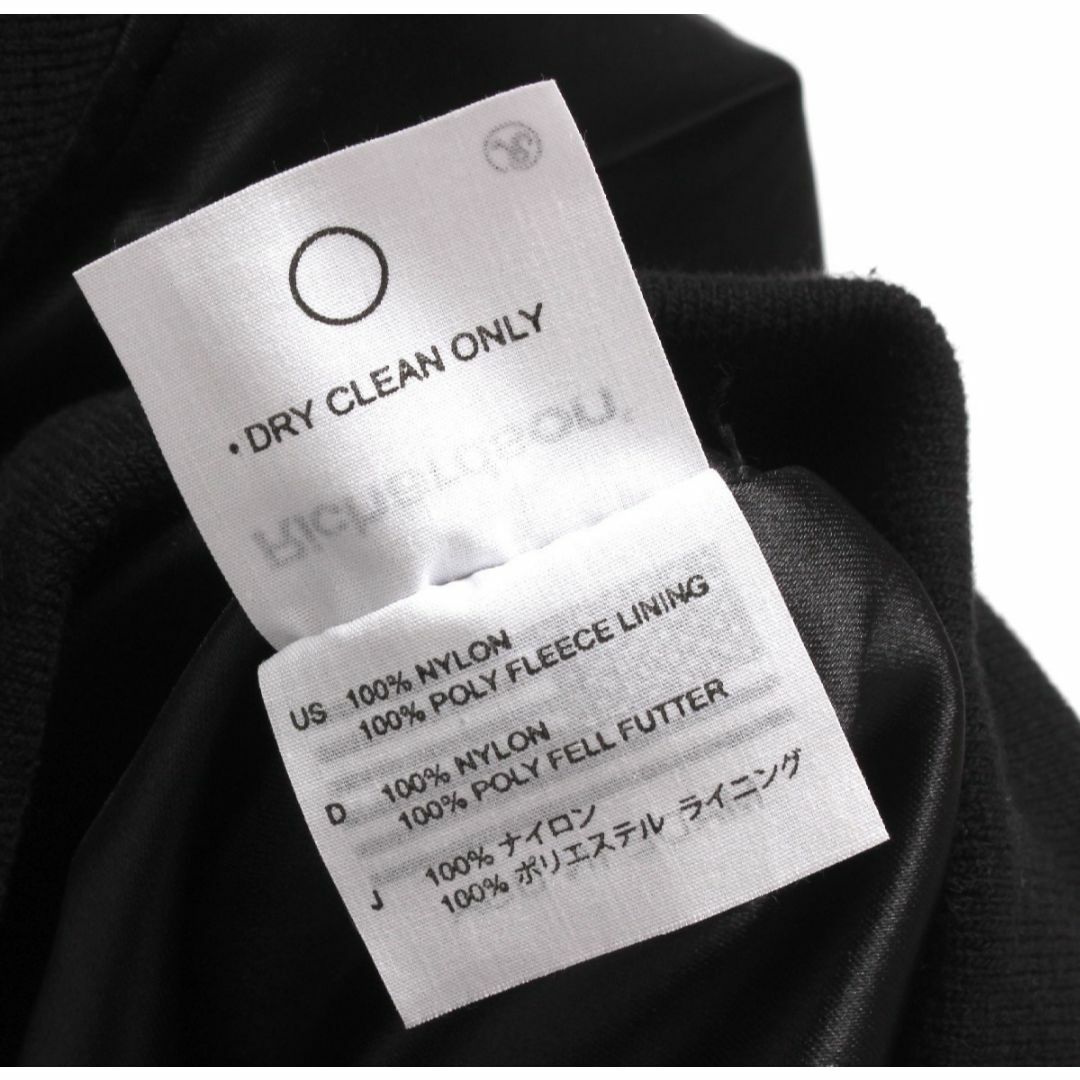 • DRY CLEAN ONLY
US 100% NYLON
100% POLY FLEECE LINING
D 100% NYLON
100% POLY FELL FUTTER
J 100% ナイロン
100% ポリエステル ライニング